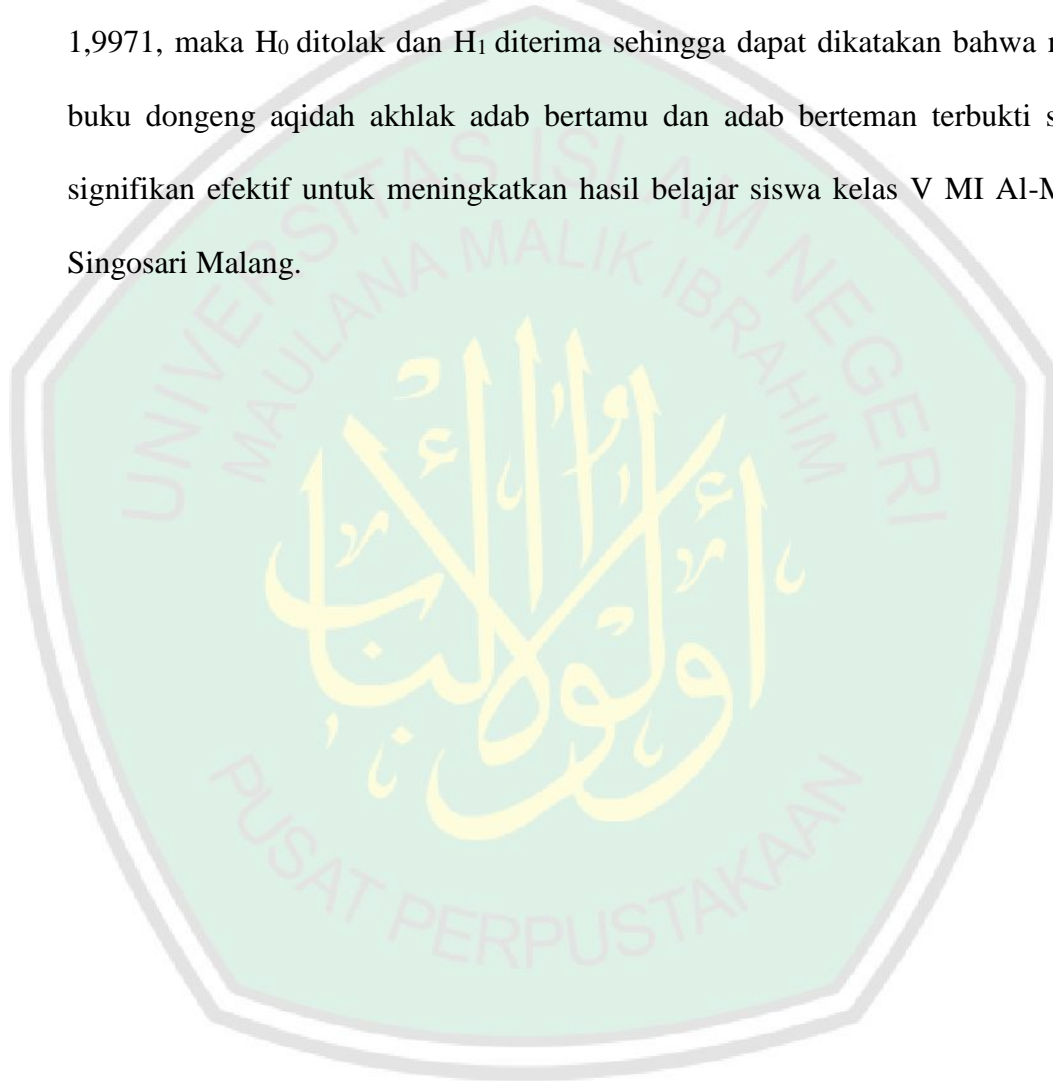 1,9971, maka H₀ ditolak dan H₁ diterima sehingga dapat dikatakan bahwa
buku dongeng aqidah akhlak adab bertamu dan adab berteman terbukti
signifikan efektif untuk meningkatkan hasil belajar siswa kelas V MI
Singosari Malang.
UNIVERSITAS ISLAM NEGERI
MAULANA MALIK IBRAHIM
أولوا الألباب
PUSAT PERPUSTAKAAN